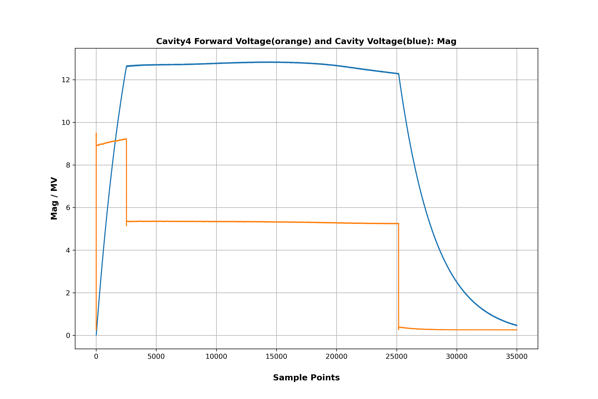 Cavity4 Forward Voltage(orange) and Cavity Voltage(blue): Mag
12
10
8
6
4
2
0
Mag / MV
0 5000 10000 15000 20000 25000 30000 35000
Sample Points